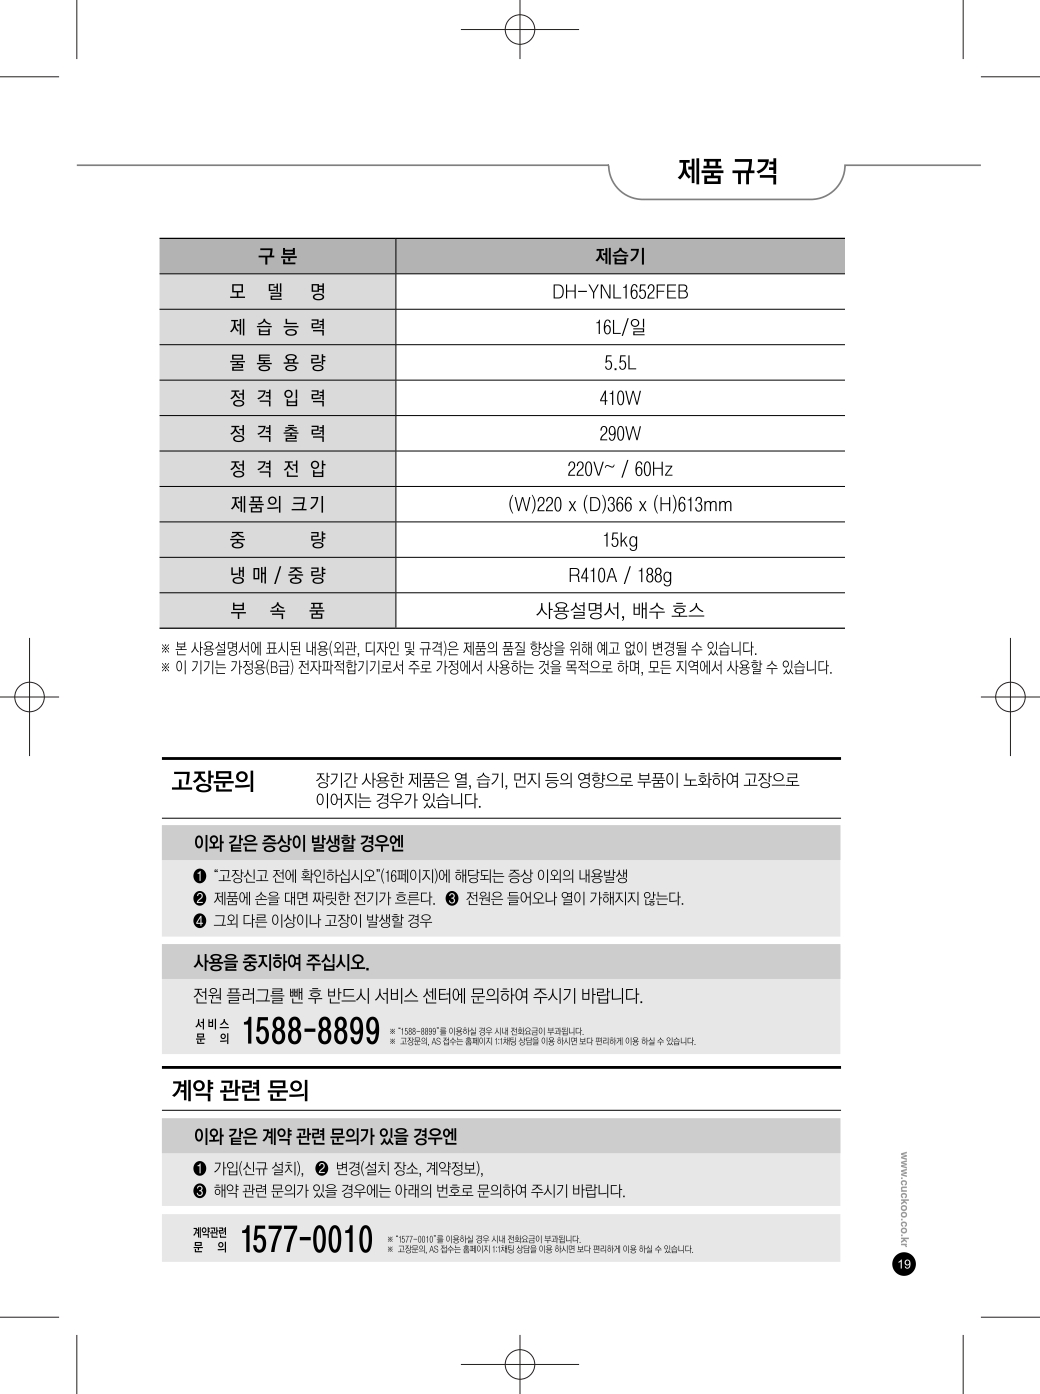 제품 규격
구 분 제습기
모 델 명 DH-YNL1652FEB
제 습 능 력 16L/일
물 통 용 량 5.5L
정 격 입 력 410W
정 격 출 력 290W
정 격 전 압 220V~ / 60Hz
제품의 크기 (W)220 x (D)366 x (H)613mm
중 량 15kg
냉 매 / 중 량 R410A / 188g
부 속 품 사용설명서, 배수 호스
※ 본 사용설명서에 표시된 내용(외관, 디자인 및 규격)은 제품의 품질 향상을 위해 예고 없이 변경될 수 있습니다.
※ 이 기기는 가정용(B급) 전자파적합기기로서 주로 가정에서 사용하는 것을 목적으로 하며, 모든 지역에서 사용할 수 있습니다.
고장문의
장기간 사용한 제품은 열, 습기, 먼지 등의 영향으로 부품이 노화하여 고장으로
이어지는 경우가 있습니다.
이와 같은 증상이 발생할 경우엔
❶ “고장신고 전에 확인하십시오”(16페이지)에 해당되는 증상 이외의 내용발생
❷ 제품에 손을 대면 짜릿한 전기가 흐른다. ❸ 전원은 들어오나 열이 가해지지 않는다.
❹ 그외 다른 이상이나 고장이 발생할 경우
사용을 중지하여 주십시오.
전원 플러그를 뺀 후 반드시 서비스 센터에 문의하여 주시기 바랍니다.
서비스
문 의
1588-8899
※ “1588-8899”를 이용하실 경우 시내 전화요금이 부과됩니다.
※ 고장문의, AS 접수는 홈페이지 1:1채팅 상담을 이용 하시면 보다 편리하게 이용 하실 수 있습니다.
계약 관련 문의
이와 같은 계약 관련 문의가 있을 경우엔
❶ 가입(신규 설치), ❷ 변경(설치 장소, 계약정보),
❸ 해약 관련 문의가 있을 경우에는 아래의 번호로 문의하여 주시기 바랍니다.
계약관련
문 의
1577-0010
※ “1577-0010”를 이용하실 경우 시내 전화요금이 부과됩니다.
※ 고장문의, AS 접수는 홈페이지 1:1채팅 상담을 이용 하시면 보다 편리하게 이용 하실 수 있습니다.
www.cuckoo.co.kr
19